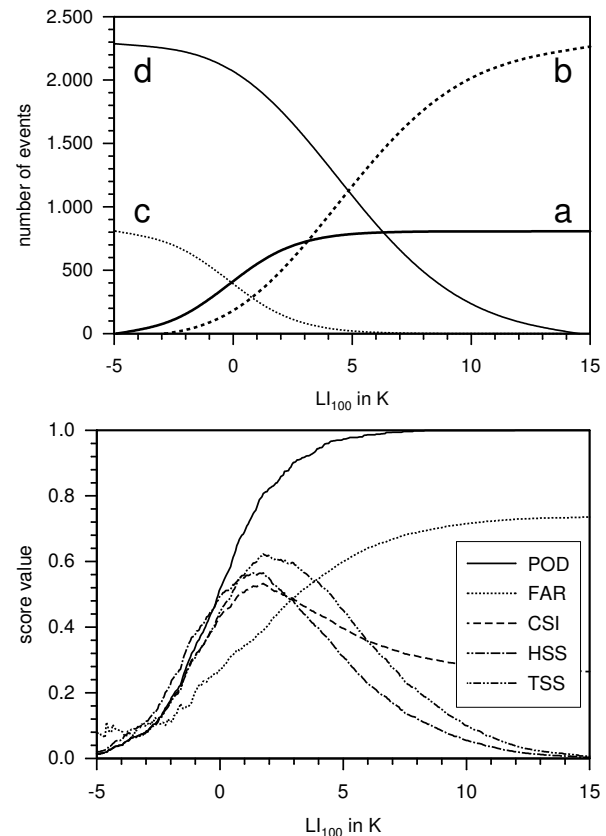 2.500
2.000
1.500
1.000
500
0
number of events
d
b
c
a
-5 0 5 10 15
LI100 in K
1.0
0.8
0.6
0.4
0.2
0.0
score value
POD
FAR
CSI
HSS
TSS
-5 0 5 10 15
LI100 in K